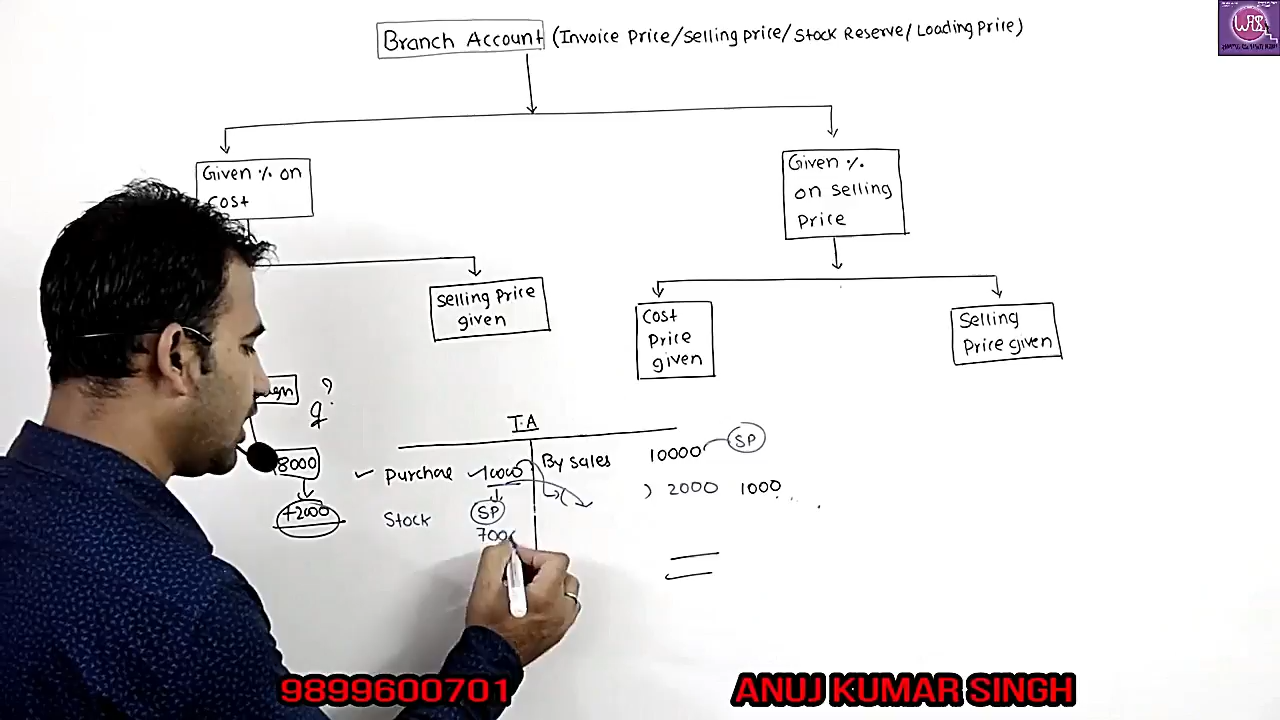 Branch Account (Invoice Price/Selling price/Stock Reserve/Loading Price)
Given % on
Cost
Given %
on selling
Price
Selling Price
given
Cost
Price
given
Selling
Price given
T.A
8000
+2000
✓ Purchase ✓10000
By Sales 10000 SP
) 2000 1000
Stock SP
700
9899600701
ANUJ KUMAR SINGH